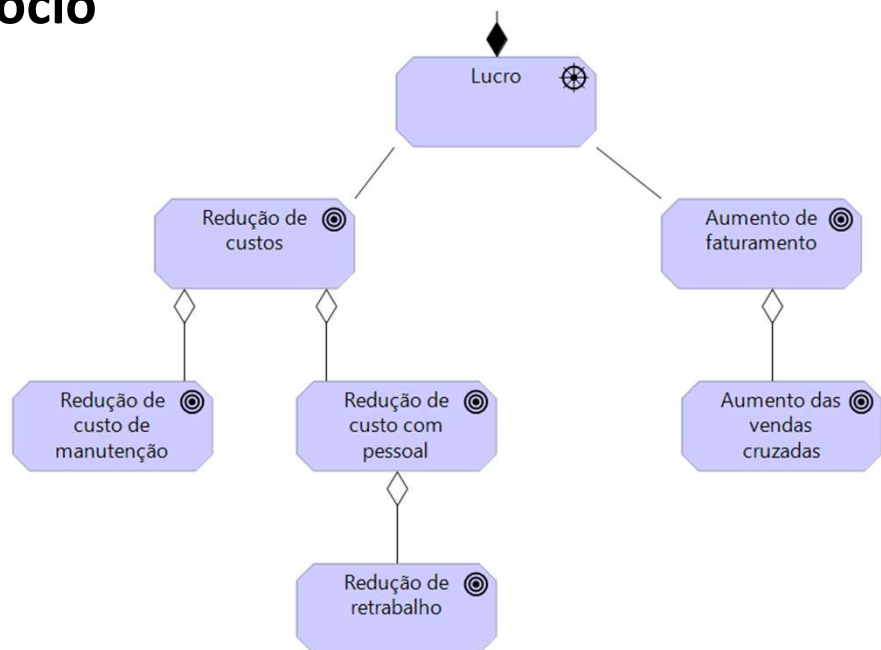 ócio
Lucro
Redução de
custos
Aumento de
faturamento
Redução de
custo de
manutenção
Redução de
custo com
pessoal
Aumento das
vendas
cruzadas
Redução de
retrabalho